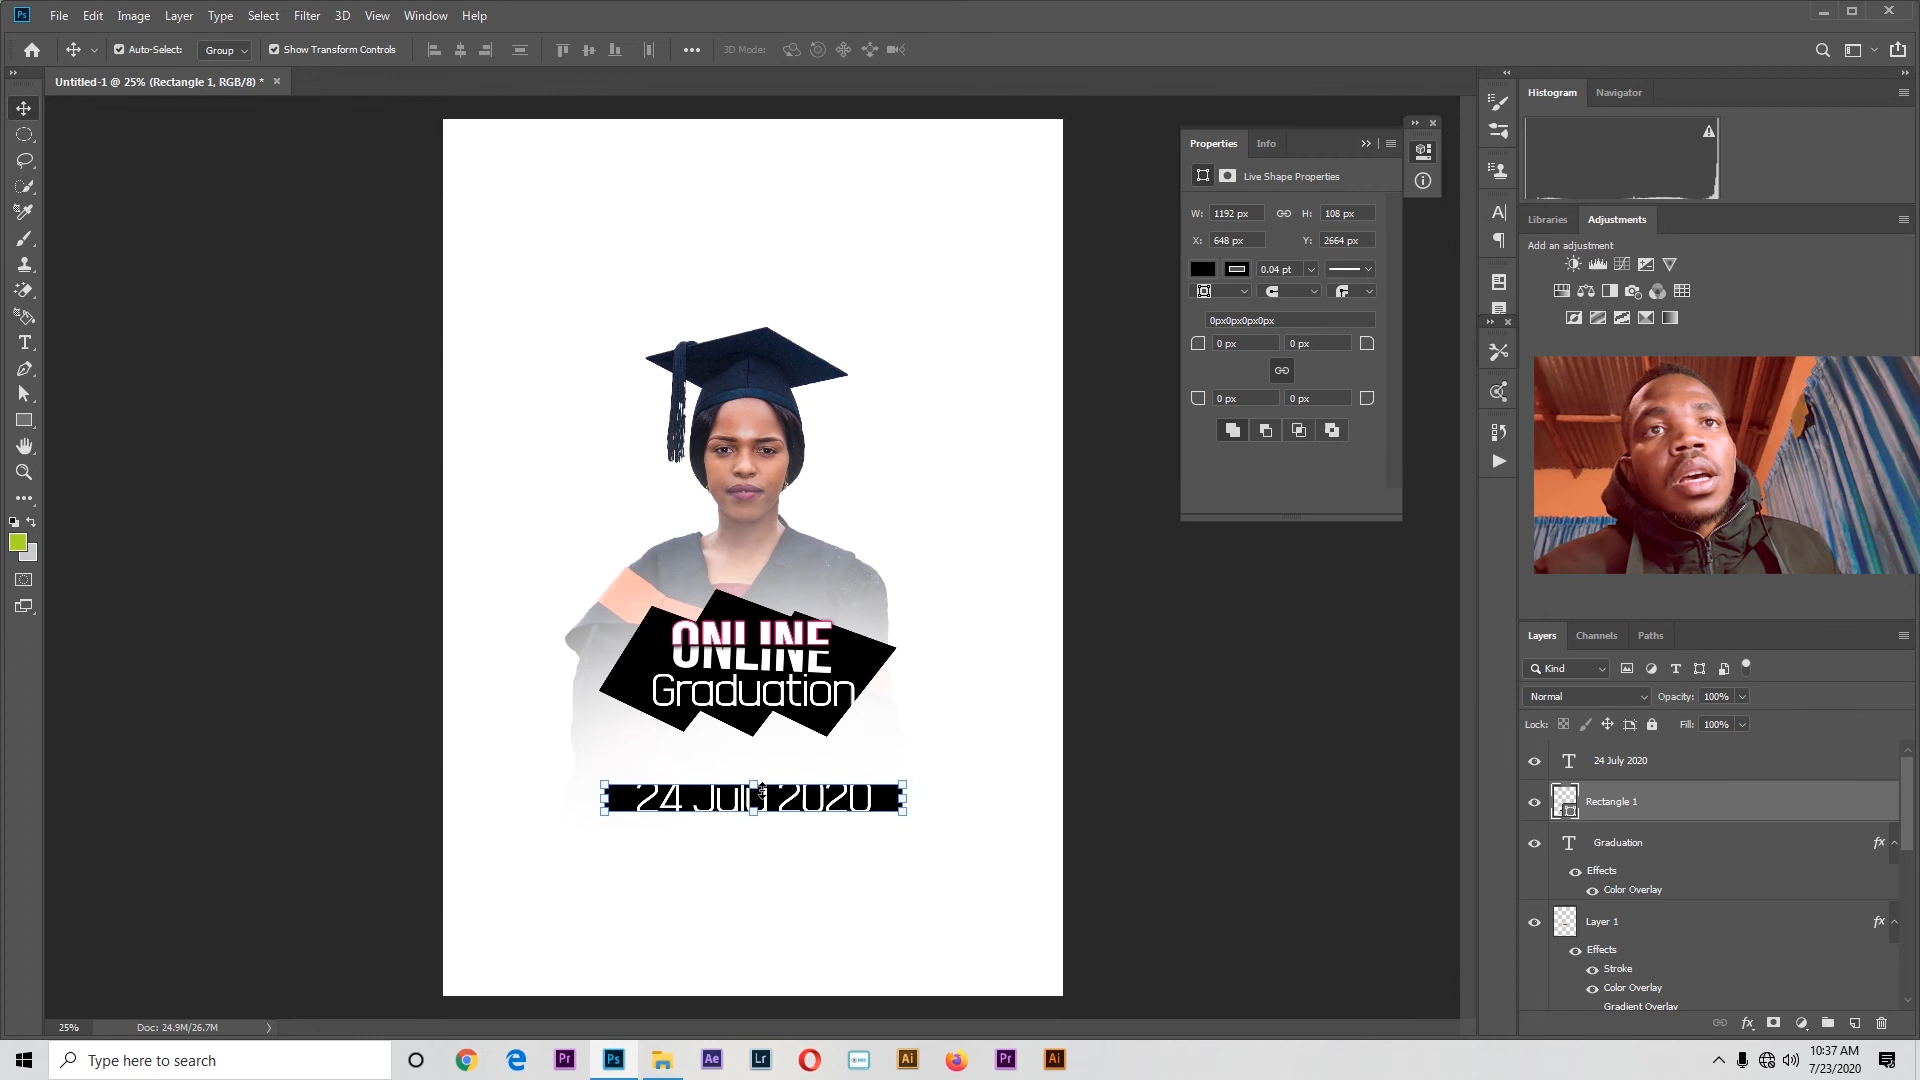 File Edit Image Layer Type Select Filter 3D View Window Help
Auto-Select: Group Show Transform Controls 3D Mode:
Untitled-1 @ 25% (Rectangle 1, RGB/8) *
Histogram Navigator
Properties Info
Live Shape Properties
W: 1192 px H: 108 px
X: 648 px Y: 2664 px
0.04 pt
0px0px0px0px
0 px 0 px
0 px 0 px
Libraries Adjustments
Add an adjustment
ONLINE
Graduation
24 July 2020
Layers Channels Paths
Kind
Normal Opacity: 100%
Lock: Fill: 100%
24 July 2020
Rectangle 1
Graduation fx
Effects
Color Overlay
Layer 1 fx
Effects
Stroke
Color Overlay
Gradient Overlay
25% Doc: 24.9M/26.7M
Type here to search
10:37 AM
7/23/2020